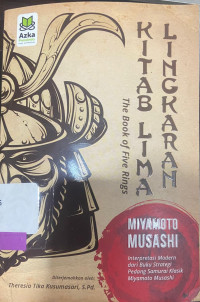 Azka
KITAB LIMA
LINGKARAN
The Book of Five Rings
MIYAMOTO
MUSASHI
Interpretasi Modern
dari Buku Strategi
Pedang Samurai Klasik
Miyamoto Musashi
Diterjemahkan oleh:
Theresia Tika Kusumasari, S.Pd.